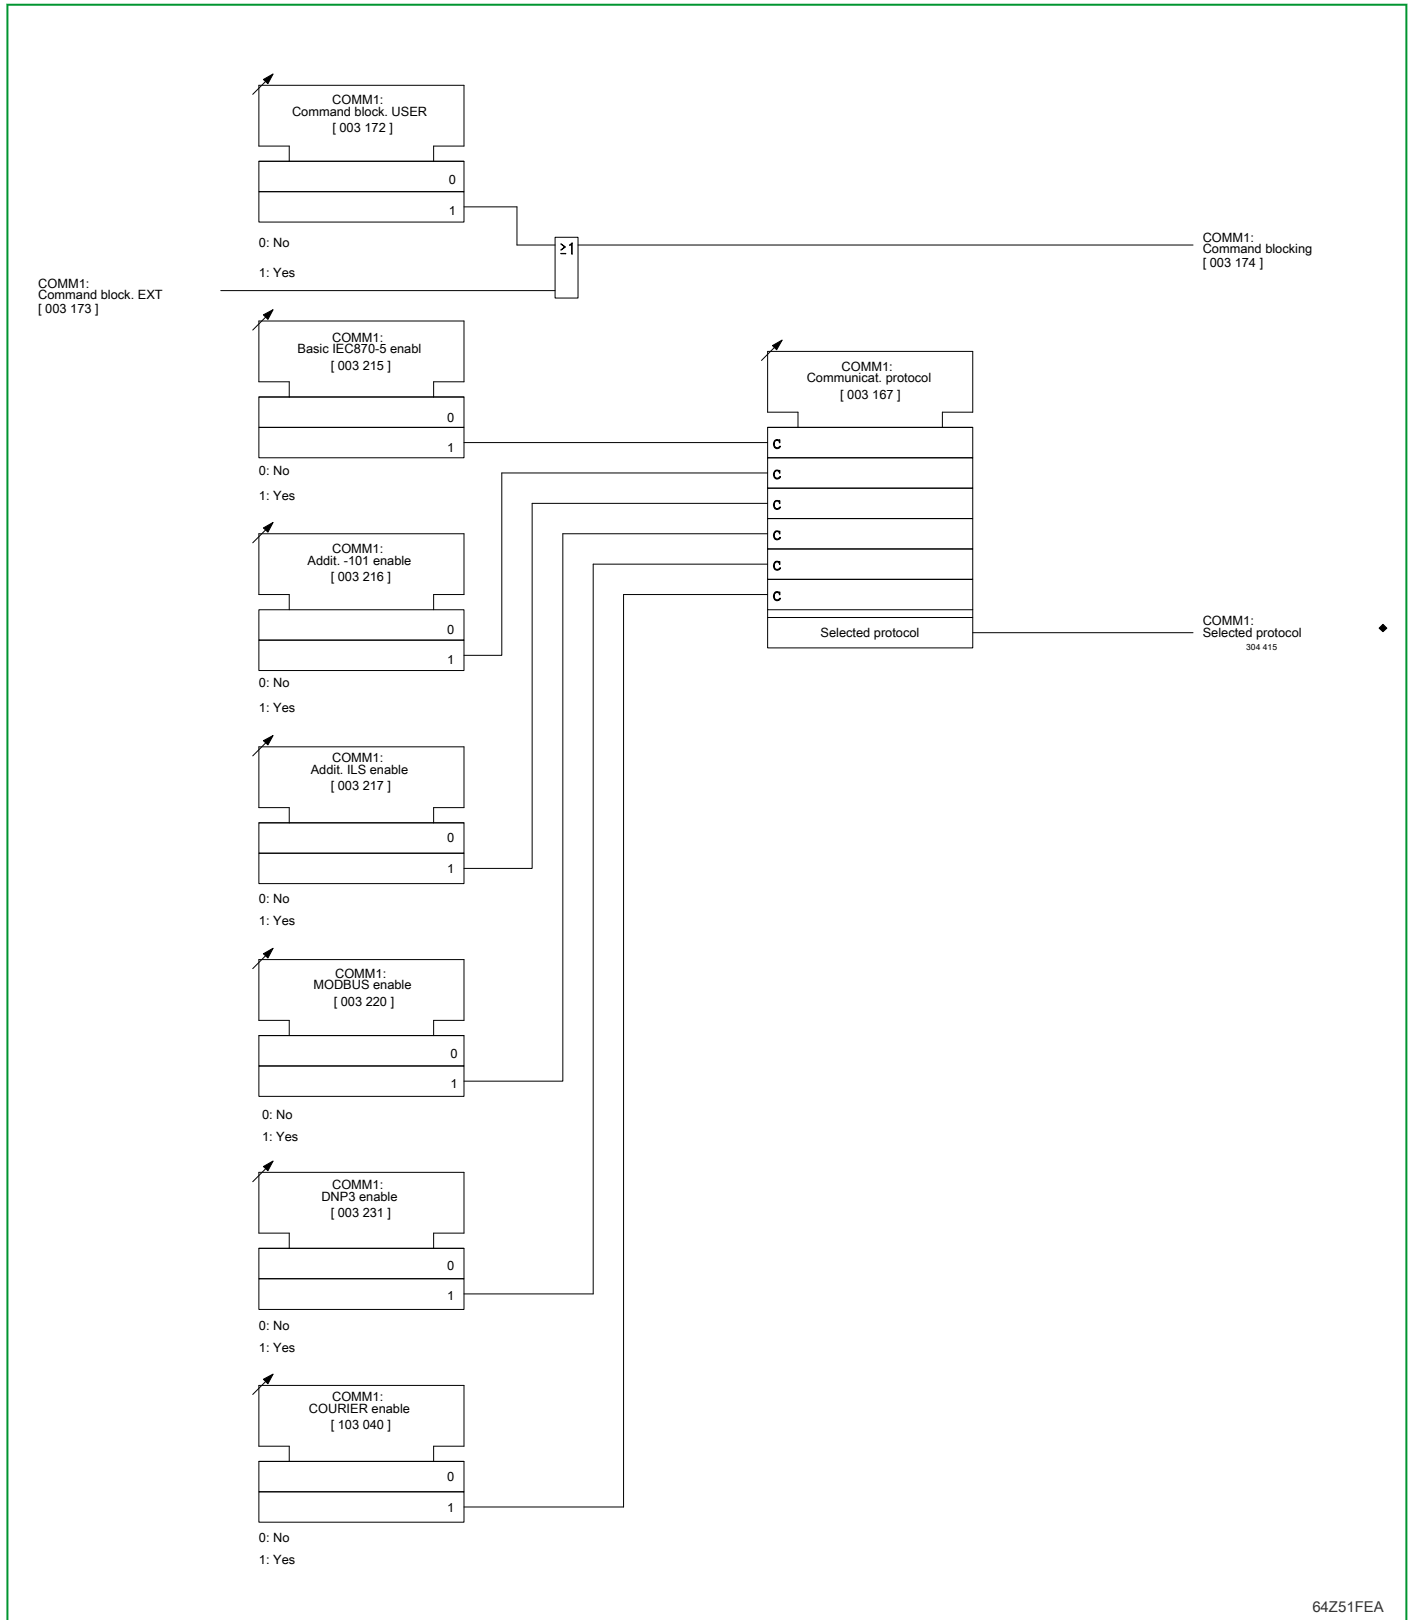 COMM1:
Command block. USER
[ 003 172 ]
0
1
0: No
1: Yes
≥1
COMM1:
Command blocking
[ 003 174 ]
COMM1:
Command block. EXT
[ 003 173 ]
COMM1:
Basic IEC870-5 enabl
[ 003 215 ]
0
1
0: No
1: Yes
COMM1:
Communicat. protocol
[ 003 167 ]
C
C
C
C
C
C
Selected protocol
COMM1:
Selected protocol
304 415
COMM1:
Addit. -101 enable
[ 003 216 ]
0
1
0: No
1: Yes
COMM1:
Addit. ILS enable
[ 003 217 ]
0
1
0: No
1: Yes
COMM1:
MODBUS enable
[ 003 220 ]
0
1
0: No
1: Yes
COMM1:
DNP3 enable
[ 003 231 ]
0
1
0: No
1: Yes
COMM1:
COURIER enable
[ 103 040 ]
0
1
0: No
1: Yes
64Z51FEA